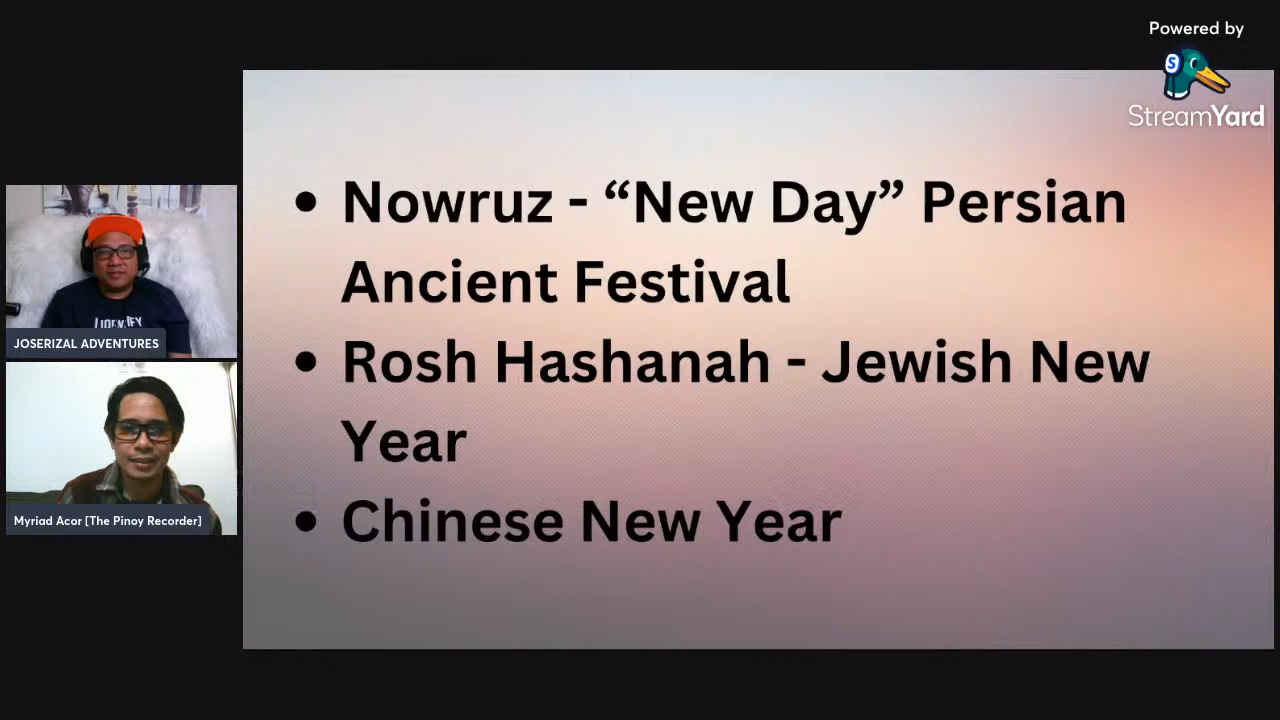 Powered by
StreamYard
• Nowruz - “New Day” Persian
Ancient Festival
• Rosh Hashanah - Jewish New
Year
• Chinese New Year
JOSERIZAL ADVENTURES
Myriad Acor [The Pinoy Recorder]